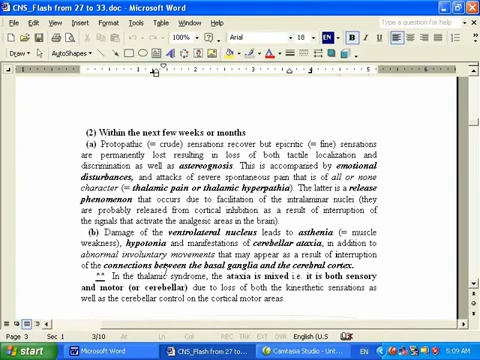 CNS_Flash from 27 to 33.doc - Microsoft Word
File Edit View Insert Format Tools Table Window Help
Type a question for help
100% Arial 18 EN B I U
Draw AutoShapes
(2) Within the next few weeks or months
(a) Protopathic (= crude) sensations recover but epicritic (= fine) sensations
are permanently lost resulting in loss of both tactile localization and
discrimination as well as astereognosis. This is accompanied by emotional
disturbances, and attacks of severe spontaneous pain that is of all or none
character (= thalamic pain or thalamic hyperpathia). The latter is a release
phenomenon that occurs due to facilitation of the intralaminar nuclei (they
are probably released from cortical inhibition as a result of interruption of
the signals that activate the analgesic areas in the brain).
(b) Damage of the ventrolateral nucleus leads to asthenia (= muscle
weakness), hypotonia and manifestations of cerebellar ataxia, in addition to
abnormal involuntary movements that may appear as a result of interruption
of the connections between the basal ganglia and the cerebral cortex.
** In the thalamic syndrome, the ataxia is mixed i.e. it is both sensory
and motor (or cerebellar) due to loss of both the kinesthetic sensations as
well as the cerebellar control on the cortical motor areas
Page 3 Sec 1 3/10 At Ln Col REC TRK EXT OVR English (U.S
start Microsoft Word CNS_Flash from 27 to... Camtasia Studio - Unt... 5:09 AM